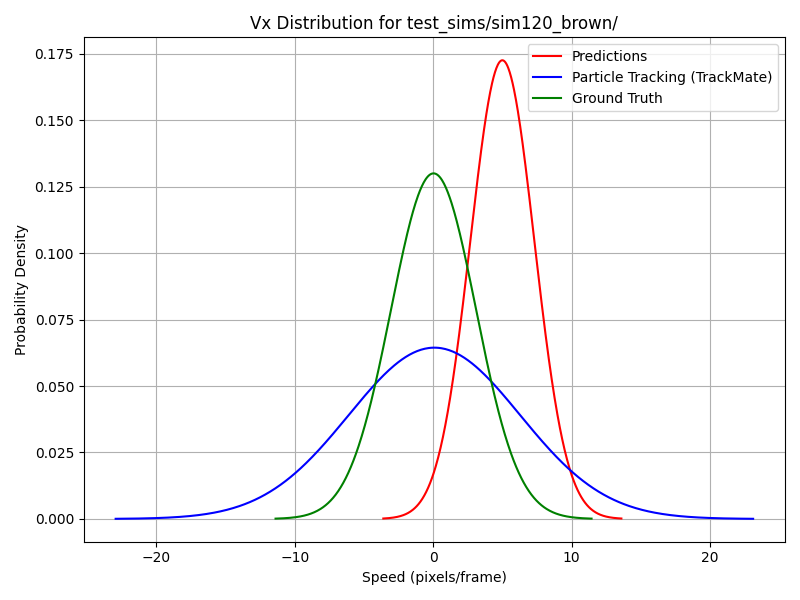 Vx Distribution for test_sims/sim120_brown/
Predictions
Particle Tracking (TrackMate)
Ground Truth
0.175
0.150
0.125
0.100
0.075
0.050
0.025
0.000
Probability Density
−20
−10
0
10
20
Speed (pixels/frame)